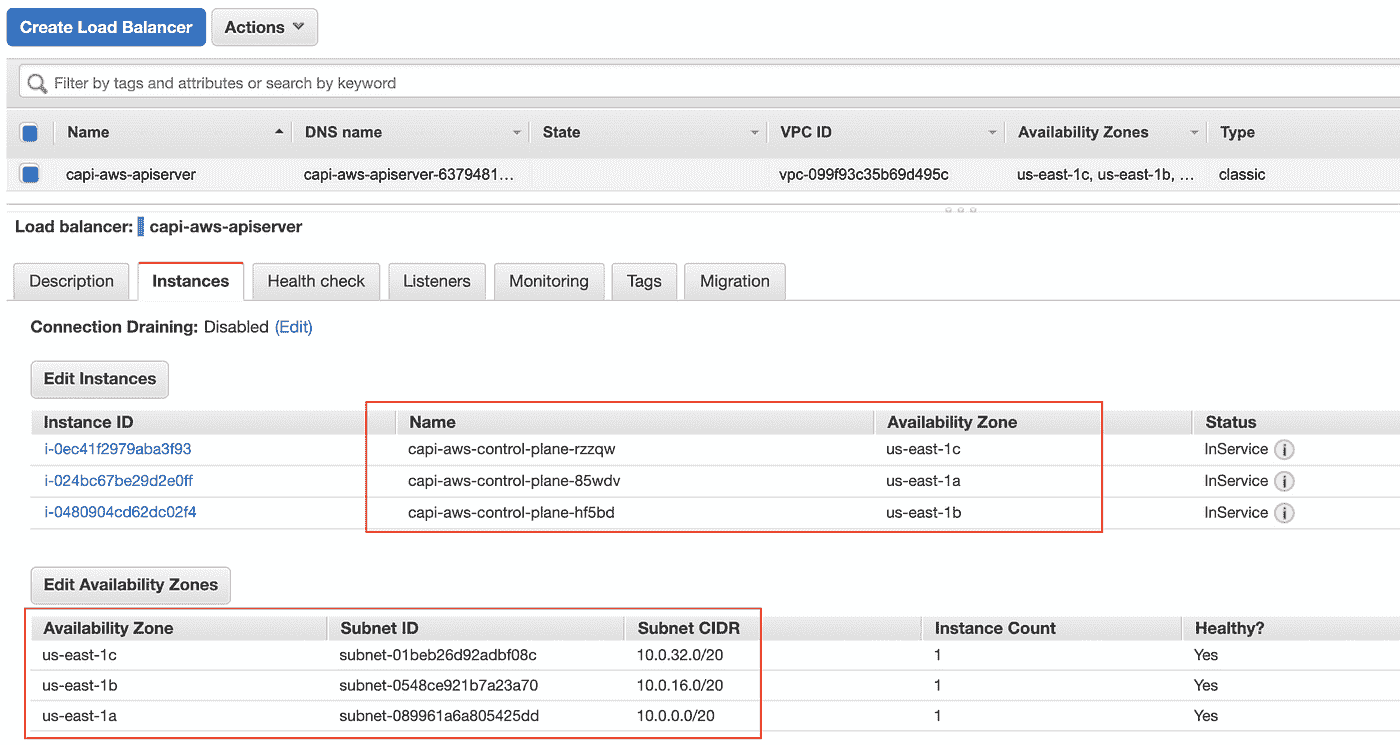 Create Load Balancer Actions
Filter by tags and attributes or search by keyword
Name DNS name State VPC ID Availability Zones Type
capi-aws-apiserver capi-aws-apiserver-6379481... vpc-099f93c35b69d495c us-east-1c, us-east-1b, ... classic
Load balancer: capi-aws-apiserver
Description Instances Health check Listeners Monitoring Tags Migration
Connection Draining: Disabled (Edit)
Edit Instances
Instance ID Name Availability Zone Status
i-0ec41f2979aba3f93 capi-aws-control-plane-rzzqw us-east-1c InService
i-024bc67be29d2e0ff capi-aws-control-plane-85wdv us-east-1a InService
i-0480904cd62dc02f4 capi-aws-control-plane-hf5bd us-east-1b InService
Edit Availability Zones
Availability Zone Subnet ID Subnet CIDR Instance Count Healthy?
us-east-1c subnet-01beb26d92adbf08c 10.0.32.0/20 1 Yes
us-east-1b subnet-0548ce921b7a23a70 10.0.16.0/20 1 Yes
us-east-1a subnet-089961a6a805425dd 10.0.0.0/20 1 Yes